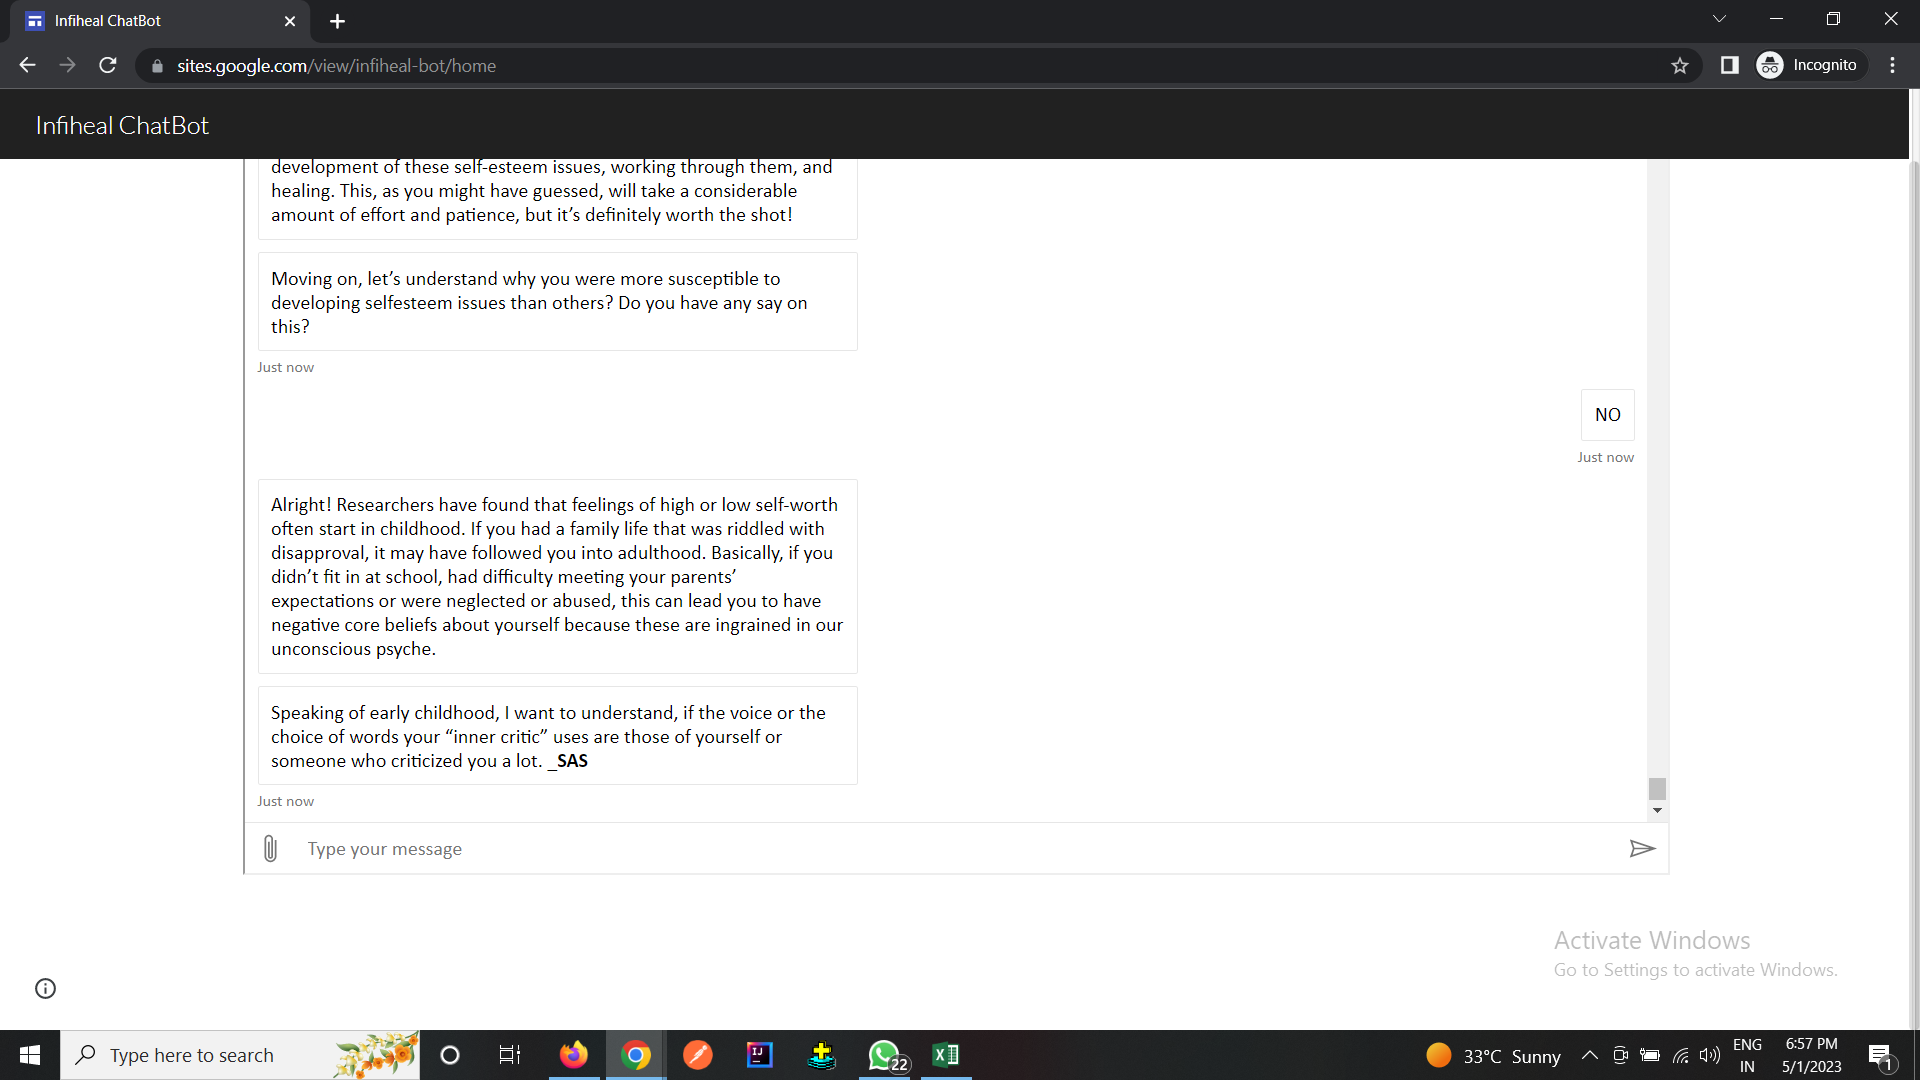 Infiheal ChatBot
sites.google.com/view/infiheal-bot/home
Incognito
Infiheal ChatBot
development of these self-esteem issues, working through them, and
healing. This, as you might have guessed, will take a considerable
amount of effort and patience, but it’s definitely worth the shot!
Moving on, let’s understand why you were more susceptible to
developing selfesteem issues than others? Do you have any say on
this?
Just now
NO
Just now
Alright! Researchers have found that feelings of high or low self-worth
often start in childhood. If you had a family life that was riddled with
disapproval, it may have followed you into adulthood. Basically, if you
didn’t fit in at school, had difficulty meeting your parents’
expectations or were neglected or abused, this can lead you to have
negative core beliefs about yourself because these are ingrained in our
unconscious psyche.
Speaking of early childhood, I want to understand, if the voice or the
choice of words your “inner critic” uses are those of yourself or
someone who criticized you a lot. _SAS
Just now
Type your message
Activate Windows
Go to Settings to activate Windows.
Type here to search
IJ
22
33°C Sunny
ENG
IN
6:57 PM
5/1/2023
1